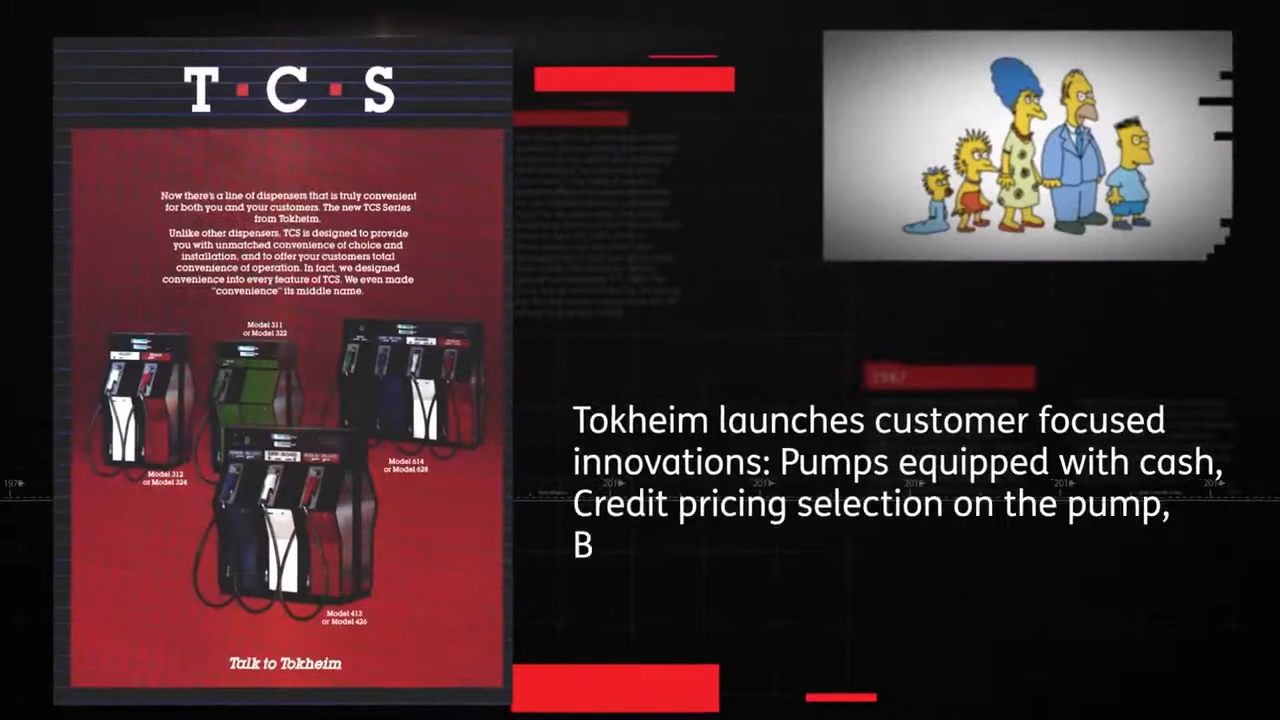 T·C·S
Now there's a line of dispensers that is truly convenient
for both you and your customers. The new TCS Series
from Tokheim.
Unlike other dispensers, TCS is designed to provide
you with unmatched convenience of choice and
installation, and to offer your customers total
convenience of operation. In fact, we designed
convenience into every feature of TCS. We even made
"convenience" its middle name.
Model 311
or Model 322
Model 312
or Model 324
Model 614
or Model 628
Model 413
or Model 426
Talk to Tokheim
1987
Tokheim launches customer focused
innovations: Pumps equipped with cash,
Credit pricing selection on the pump,
B